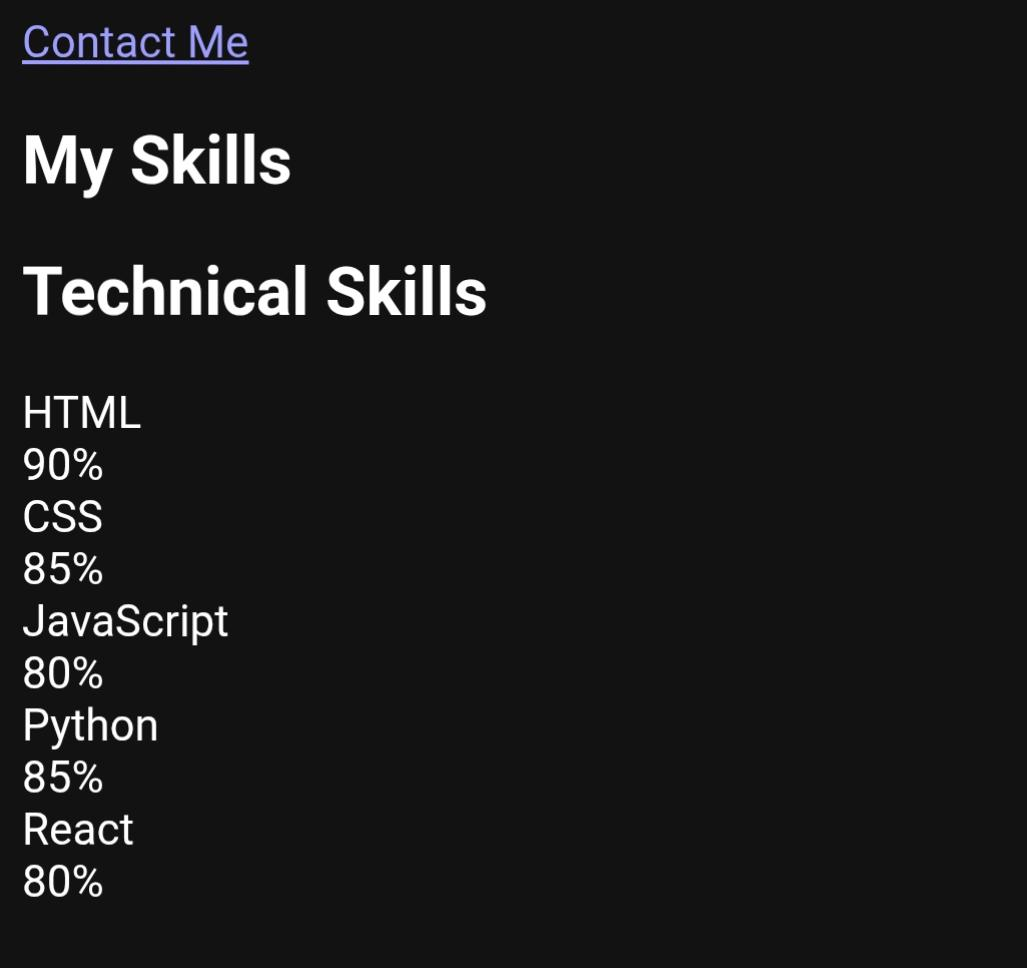 Contact Me
My Skills
Technical Skills
HTML
90%
CSS
85%
JavaScript
80%
Python
85%
React
80%